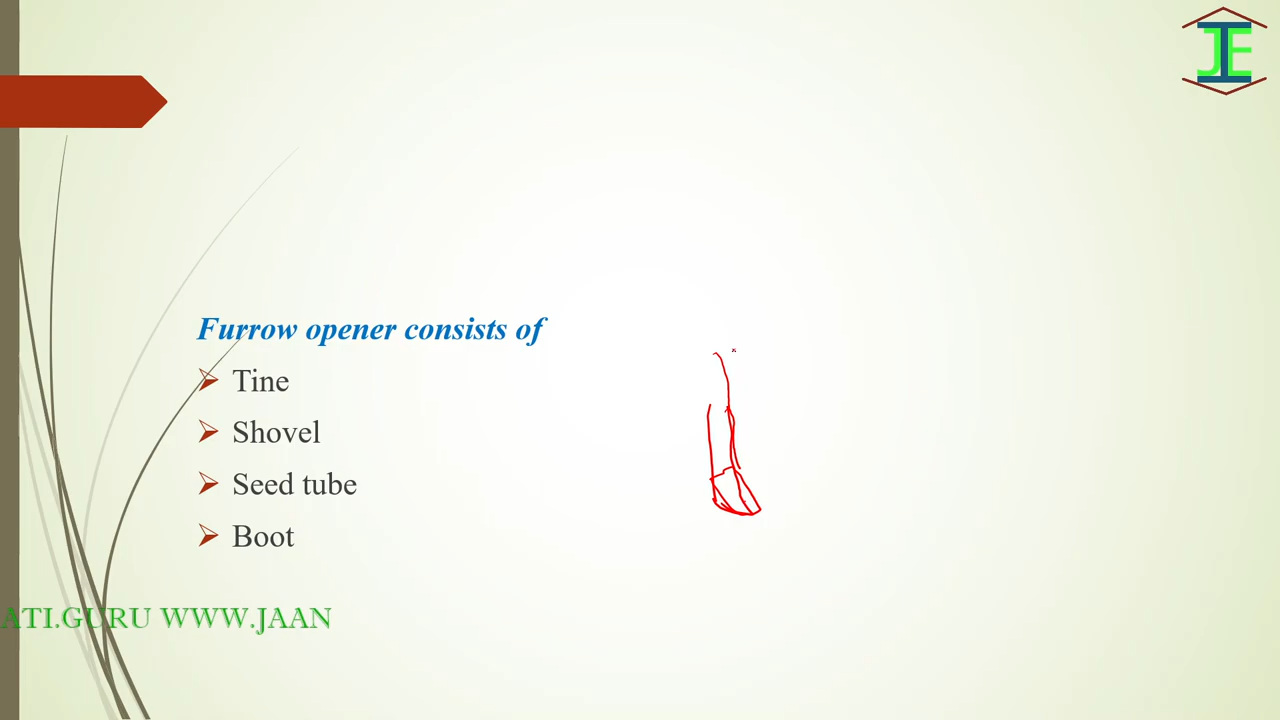 JE
Furrow opener consists of
Tine
Shovel
Seed tube
Boot
ATI.GURU WWW.JAAN